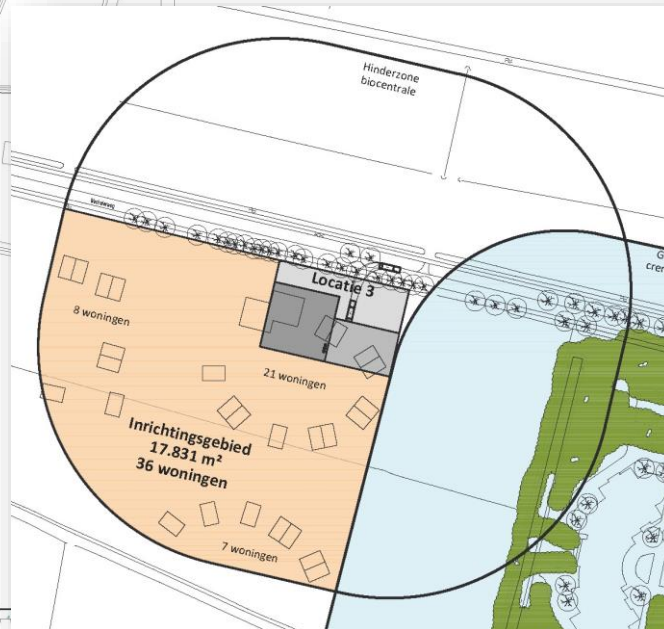 Hinderzone
biocentrale
Locatie 3
8 woningen
21 woningen
Inrichtingsgebied
17.831 m²
36 woningen
7 woningen